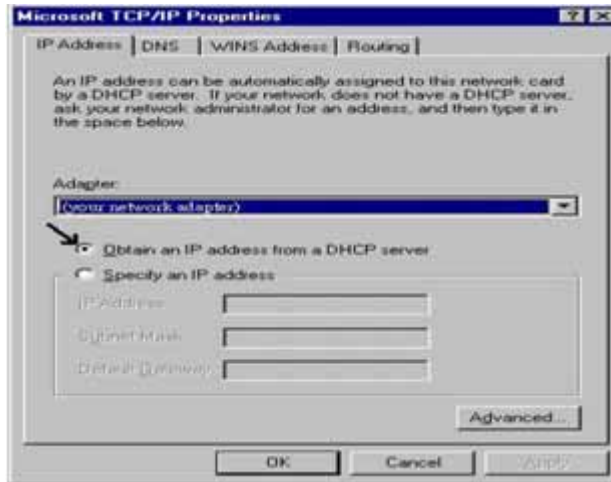 Microsoft TCP/IP Properties
IP Address DNS WINS Address Routing
An IP address can be automatically assigned to this network card
by a DHCP server. If your network does not have a DHCP server,
ask your network administrator for an address, and then type it in
the space below.
Adapter:
(your network adapter)
Obtain an IP address from a DHCP server
Specify an IP address
IP Address:
Subnet Mask:
Default Gateway:
Advanced...
OK Cancel Apply